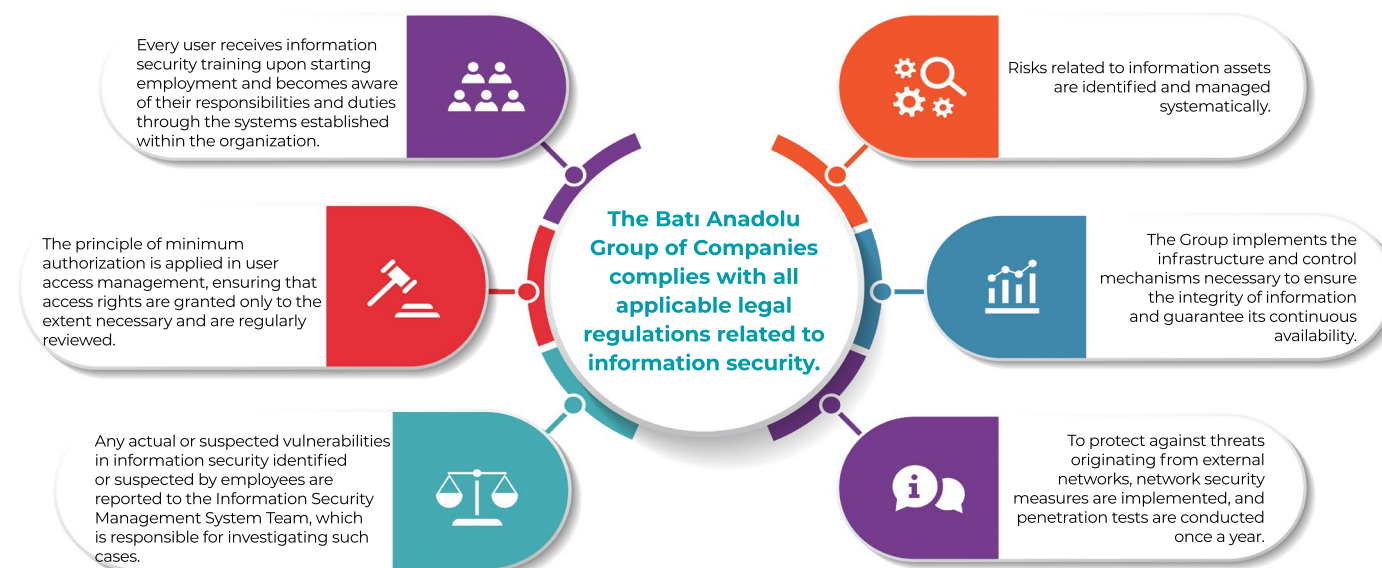 Every user receives information
security training upon starting
employment and becomes aware
of their responsibilities and duties
through the systems established
within the organization.
The principle of minimum
authorization is applied in user
access management, ensuring that
access rights are granted only to the
extent necessary and are regularly
reviewed.
Any actual or suspected vulnerabilities
in information security identified
or suspected by employees are
reported to the Information Security
Management System Team, which
is responsible for investigating such
cases.
The Batı Anadolu
Group of Companies
complies with all
applicable legal
regulations related to
information security.
Risks related to information assets
are identified and managed
systematically.
The Group implements the
infrastructure and control
mechanisms necessary to ensure
the integrity of information
and guarantee its continuous
availability.
To protect against threats
originating from external
networks, network security
measures are implemented, and
penetration tests are conducted
once a year.